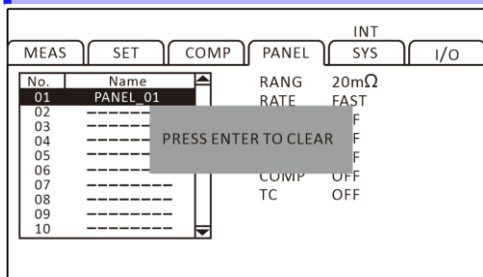 INT
MEAS SET COMP PANEL SYS I/O
No. Name
01 PANEL_01
02 --------
03
04
05
06
07 --------
08 --------
09 --------
10 --------
RANG 20mΩ
RATE FAST
F
F
F
COMP OFF
TC OFF
PRESS ENTER TO CLEAR